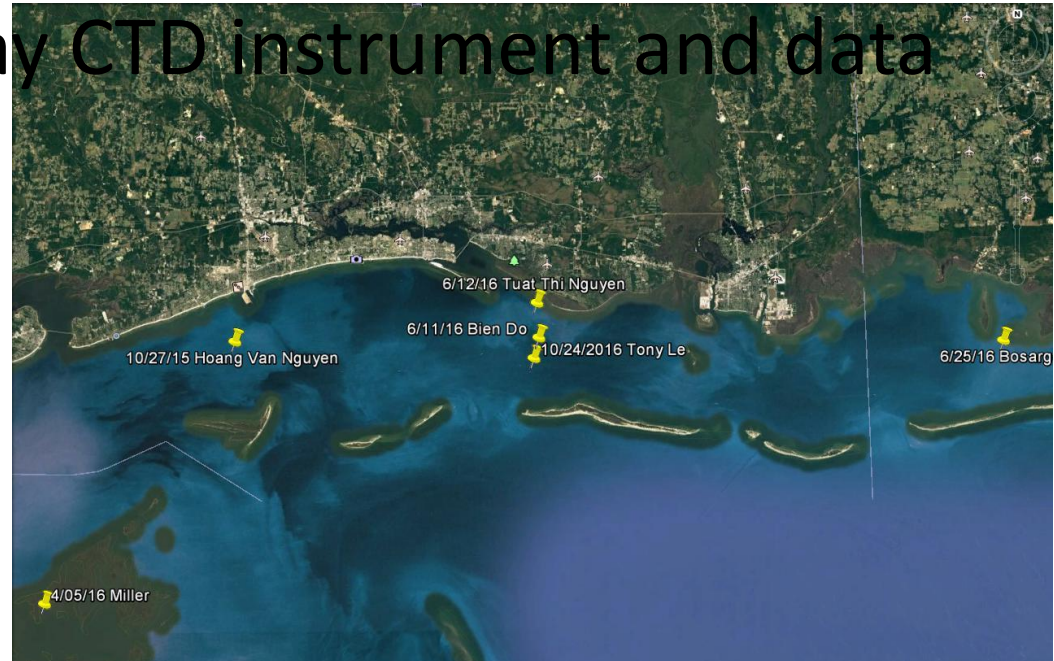 y CTD instrument and data
N
6/12/16 Tuat Thi Nguyen
6/11/16 Bien Do
10/24/2016 Tony Le
10/27/15 Hoang Van Nguyen
6/25/16 Bosarg
4/05/16 Miller